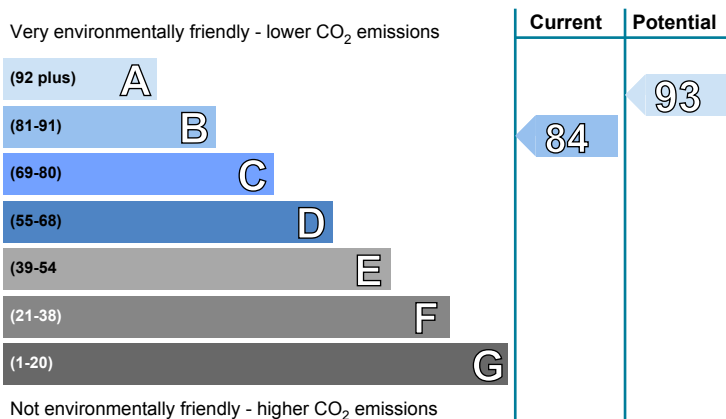 Current Potential
Very environmentally friendly - lower CO2 emissions
(92 plus) A
93
(81-91) B
84
(69-80) C
(55-68) D
(39-54 E
(21-38) F
(1-20) G
Not environmentally friendly - higher CO2 emissions